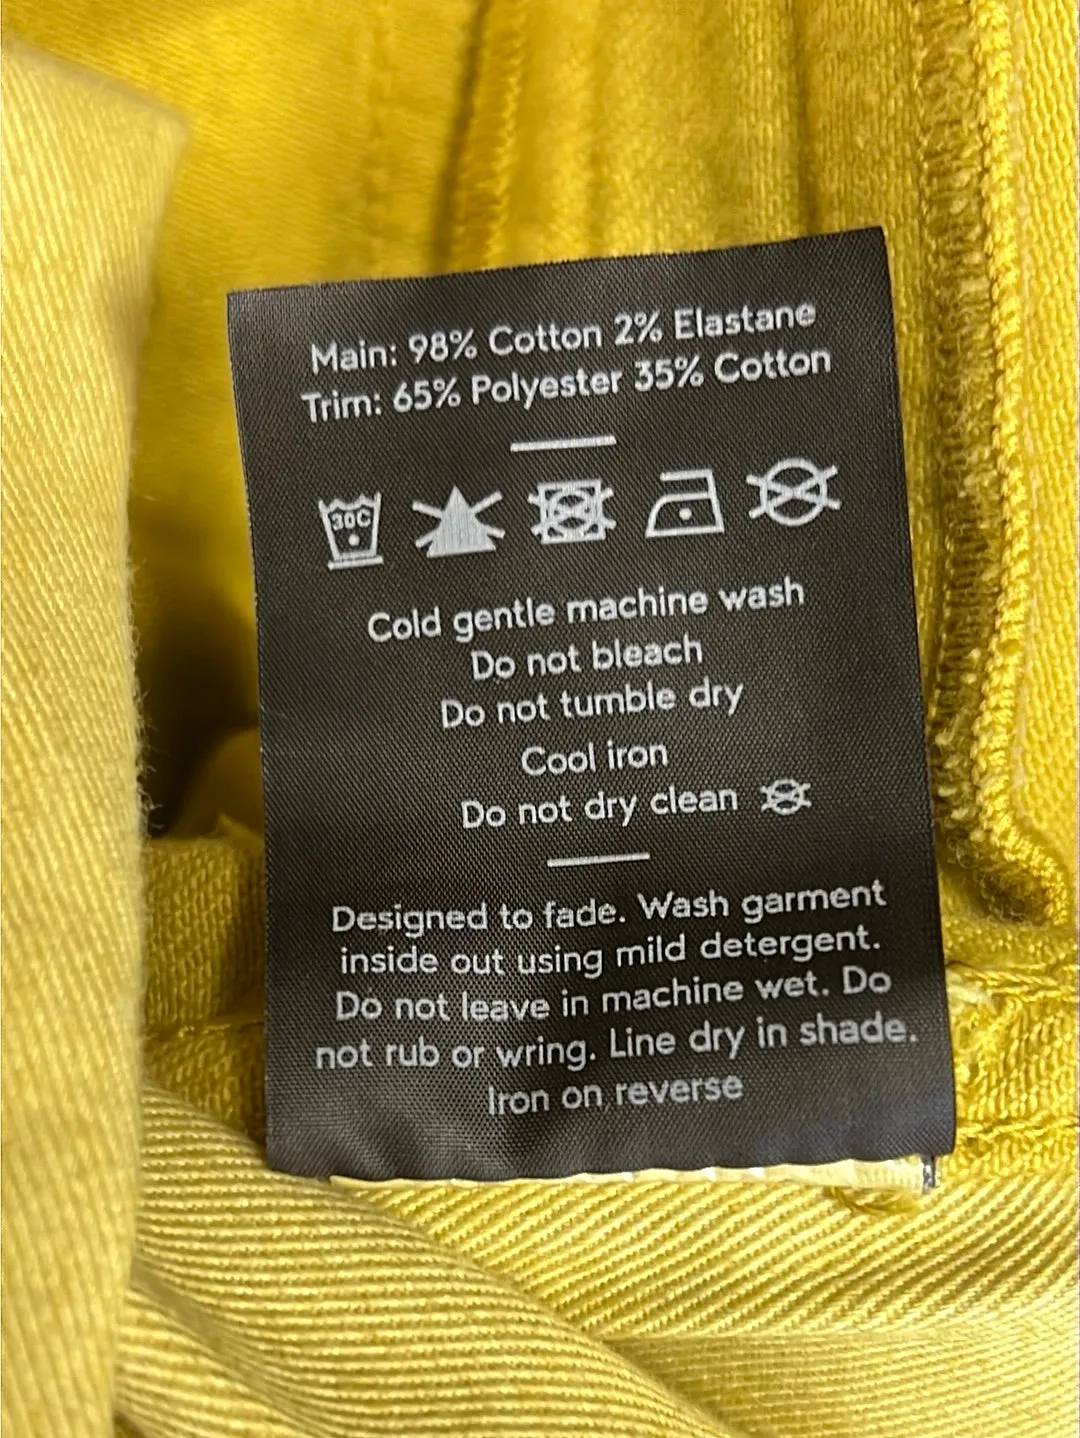 Main: 98% Cotton 2% Elastane
Trim: 65% Polyester 35% Cotton
30C
Cold gentle machine wash
Do not bleach
Do not tumble dry
Cool iron
Do not dry clean
Designed to fade. Wash garment
inside out using mild detergent.
Do not leave in machine wet. Do
not rub or wring. Line dry in shade.
Iron on reverse